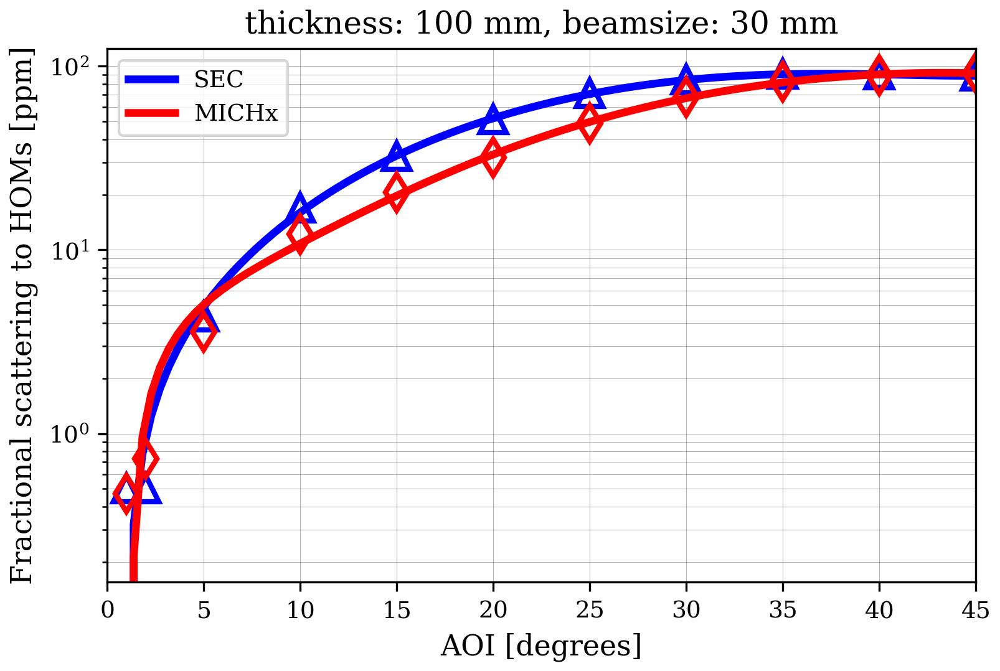 thickness: 100 mm, beamsize: 30 mm
Fractional scattering to HOMs [ppm]
10²
10¹
10⁰
SEC
MICHx
0 5 10 15 20 25 30 35 40 45
AOI [degrees]